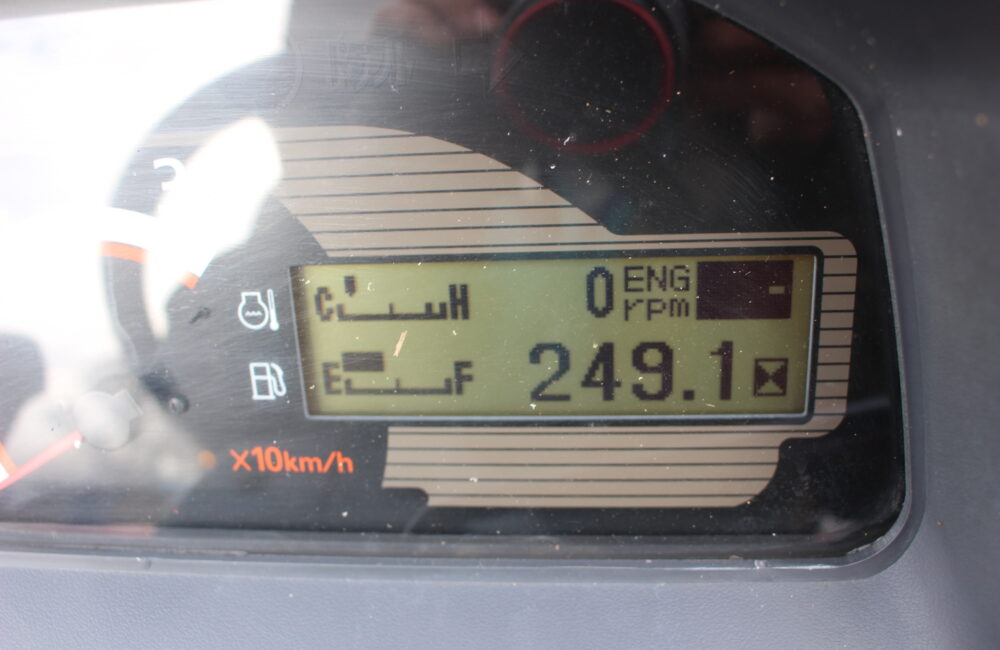 C H 0 ENG
rpm
E F 249.1
×10km/h